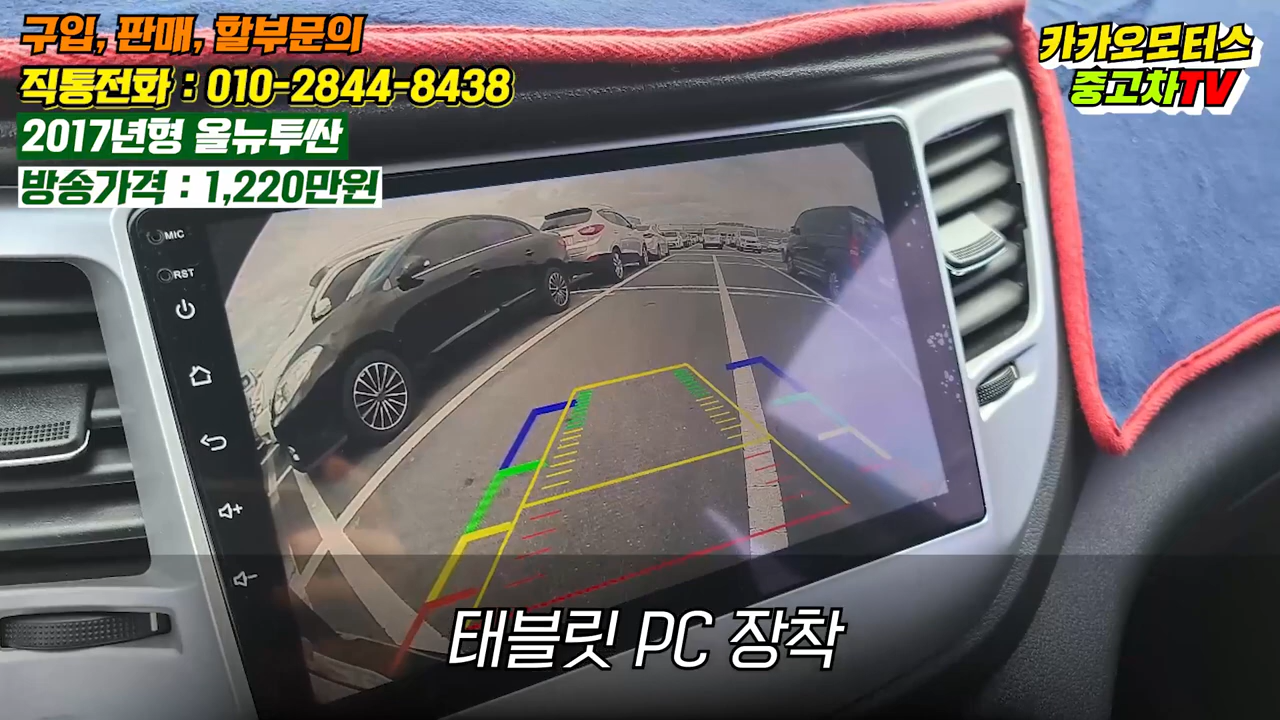 구입, 판매, 할부문의
직통전화 : 010-2844-8438
2017년형 올뉴투싼
방송가격 : 1,220만원
카카오모터스
중고차TV
MIC
RST
태블릿 PC 장착